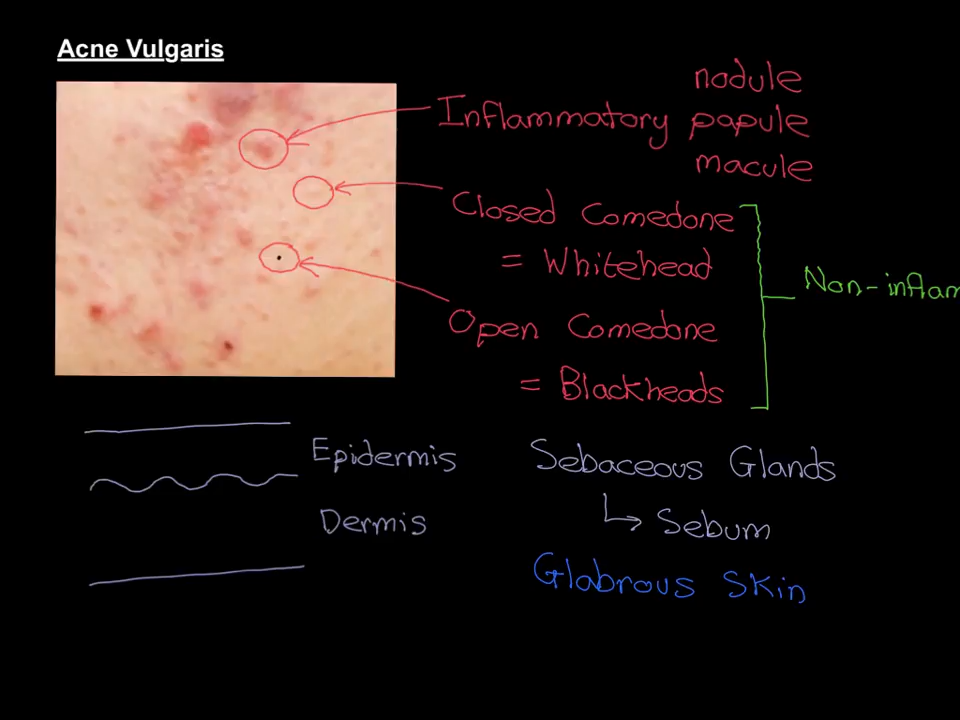 Acne Vulgaris
nodule
Inflammatory papule
macule
Closed Comedone
= Whitehead
Non-inflam
Open Comedone
= Blackheads
Epidermis
Sebaceous Glands
Dermis
Sebum
Glabrous Skin